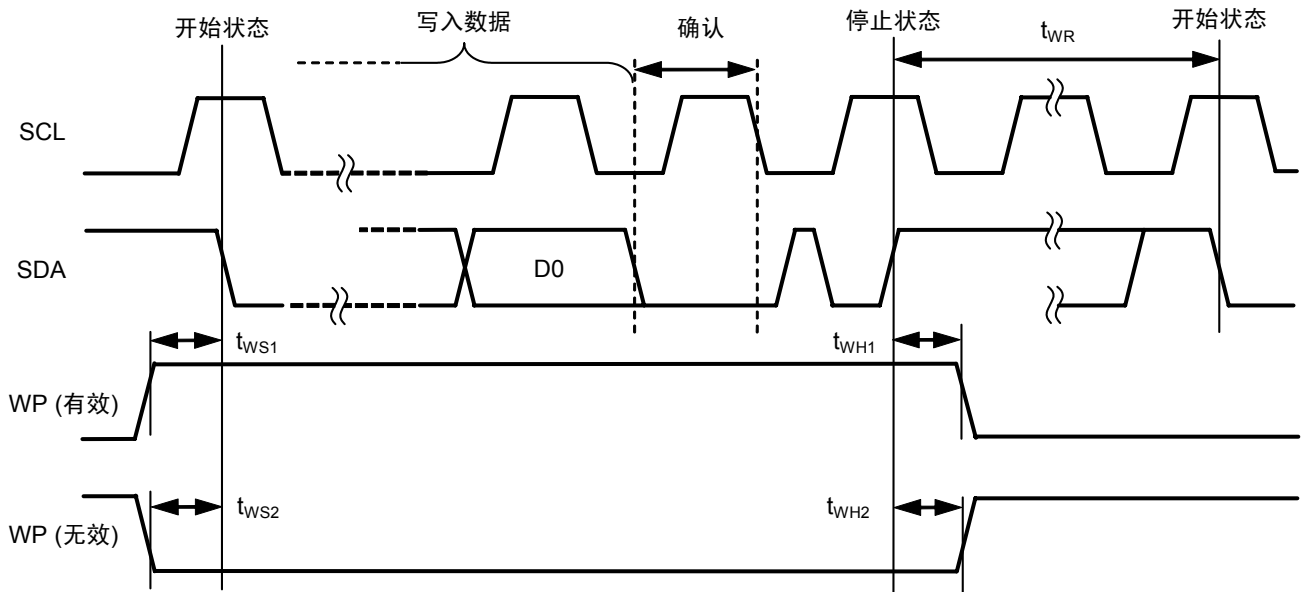 开始状态
写入数据
确认
停止状态
tWR
开始状态
SCL
SDA
D0
tWS1
tWH1
WP (有效)
tWS2
tWH2
WP (无效)